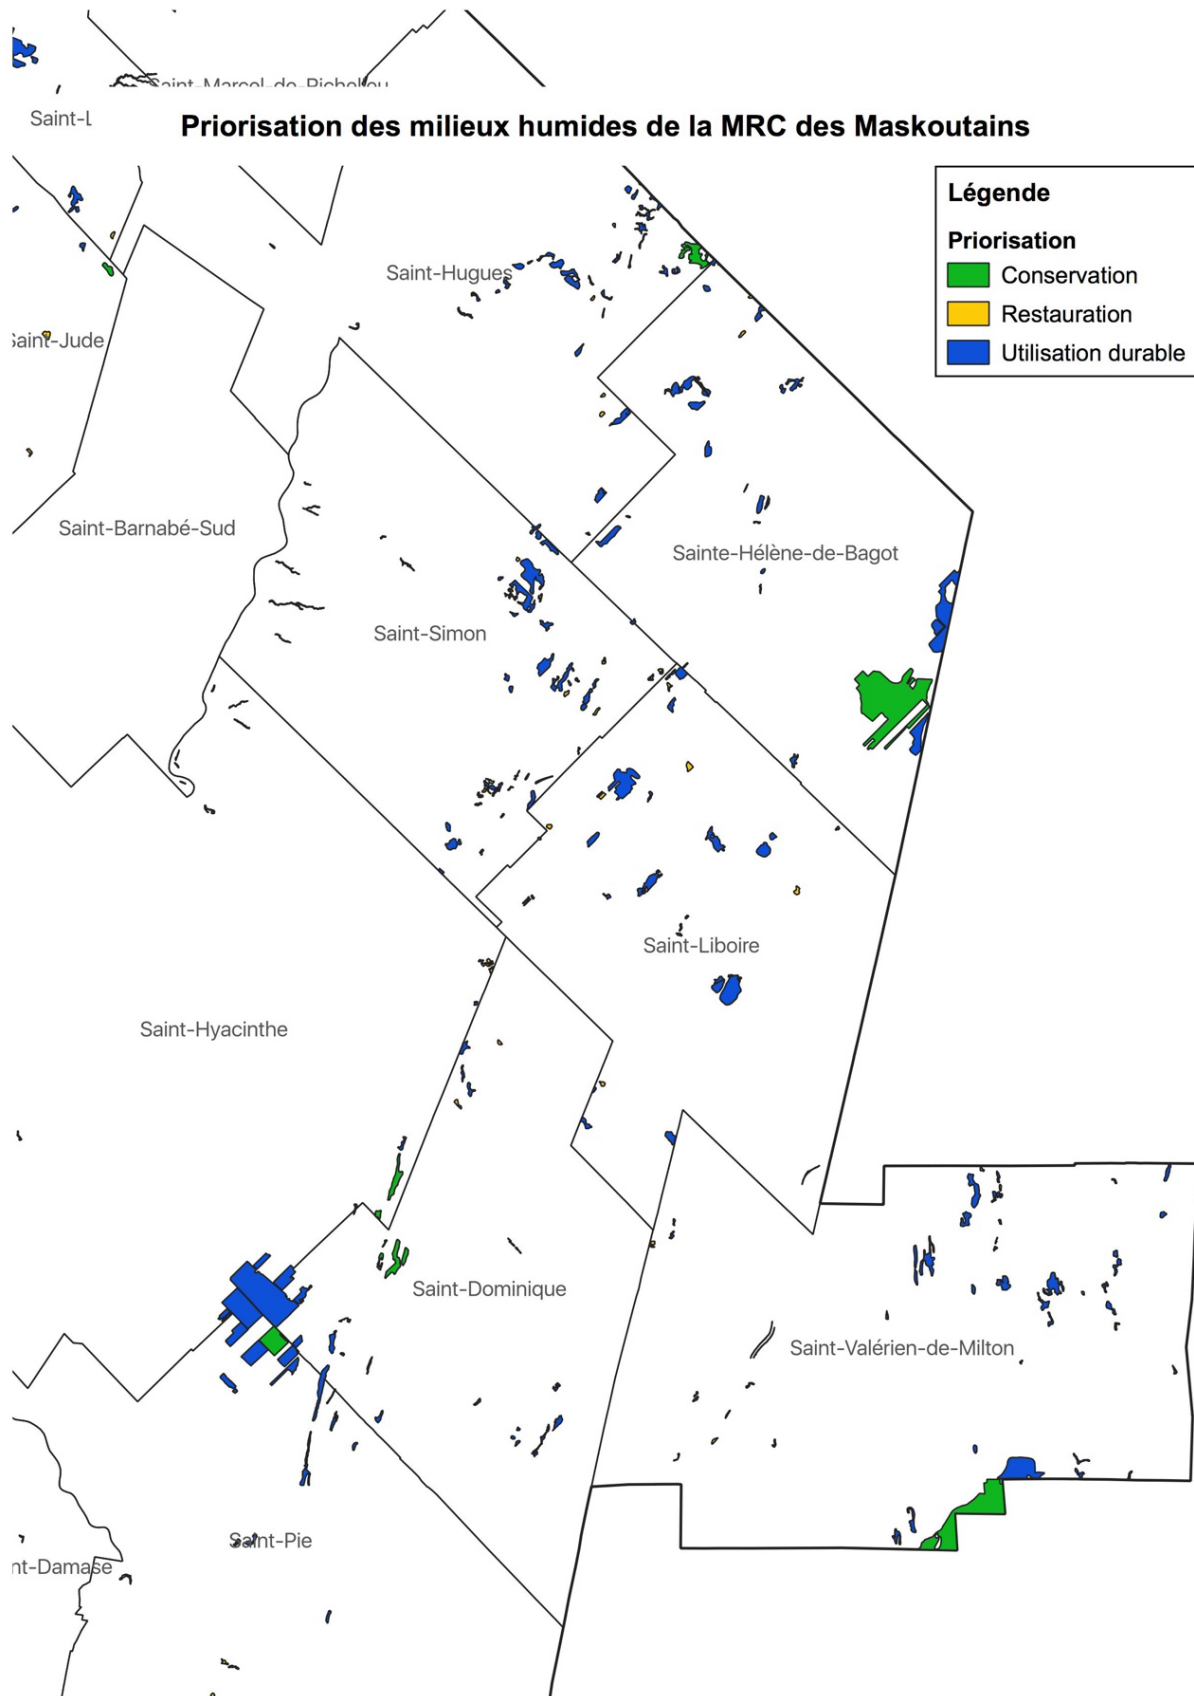 Saint-Marcel-de-Richelieu
Saint-L
Priorisation des milieux humides de la MRC des Maskoutains
Légende
Priorisation
Conservation
Restauration
Utilisation durable
Saint-Hugues
Saint-Jude
Saint-Barnabé-Sud
Sainte-Hélène-de-Bagot
Saint-Simon
Saint-Liboire
Saint-Hyacinthe
Saint-Dominique
Saint-Valérien-de-Milton
Saint-Pie
nt-Damase